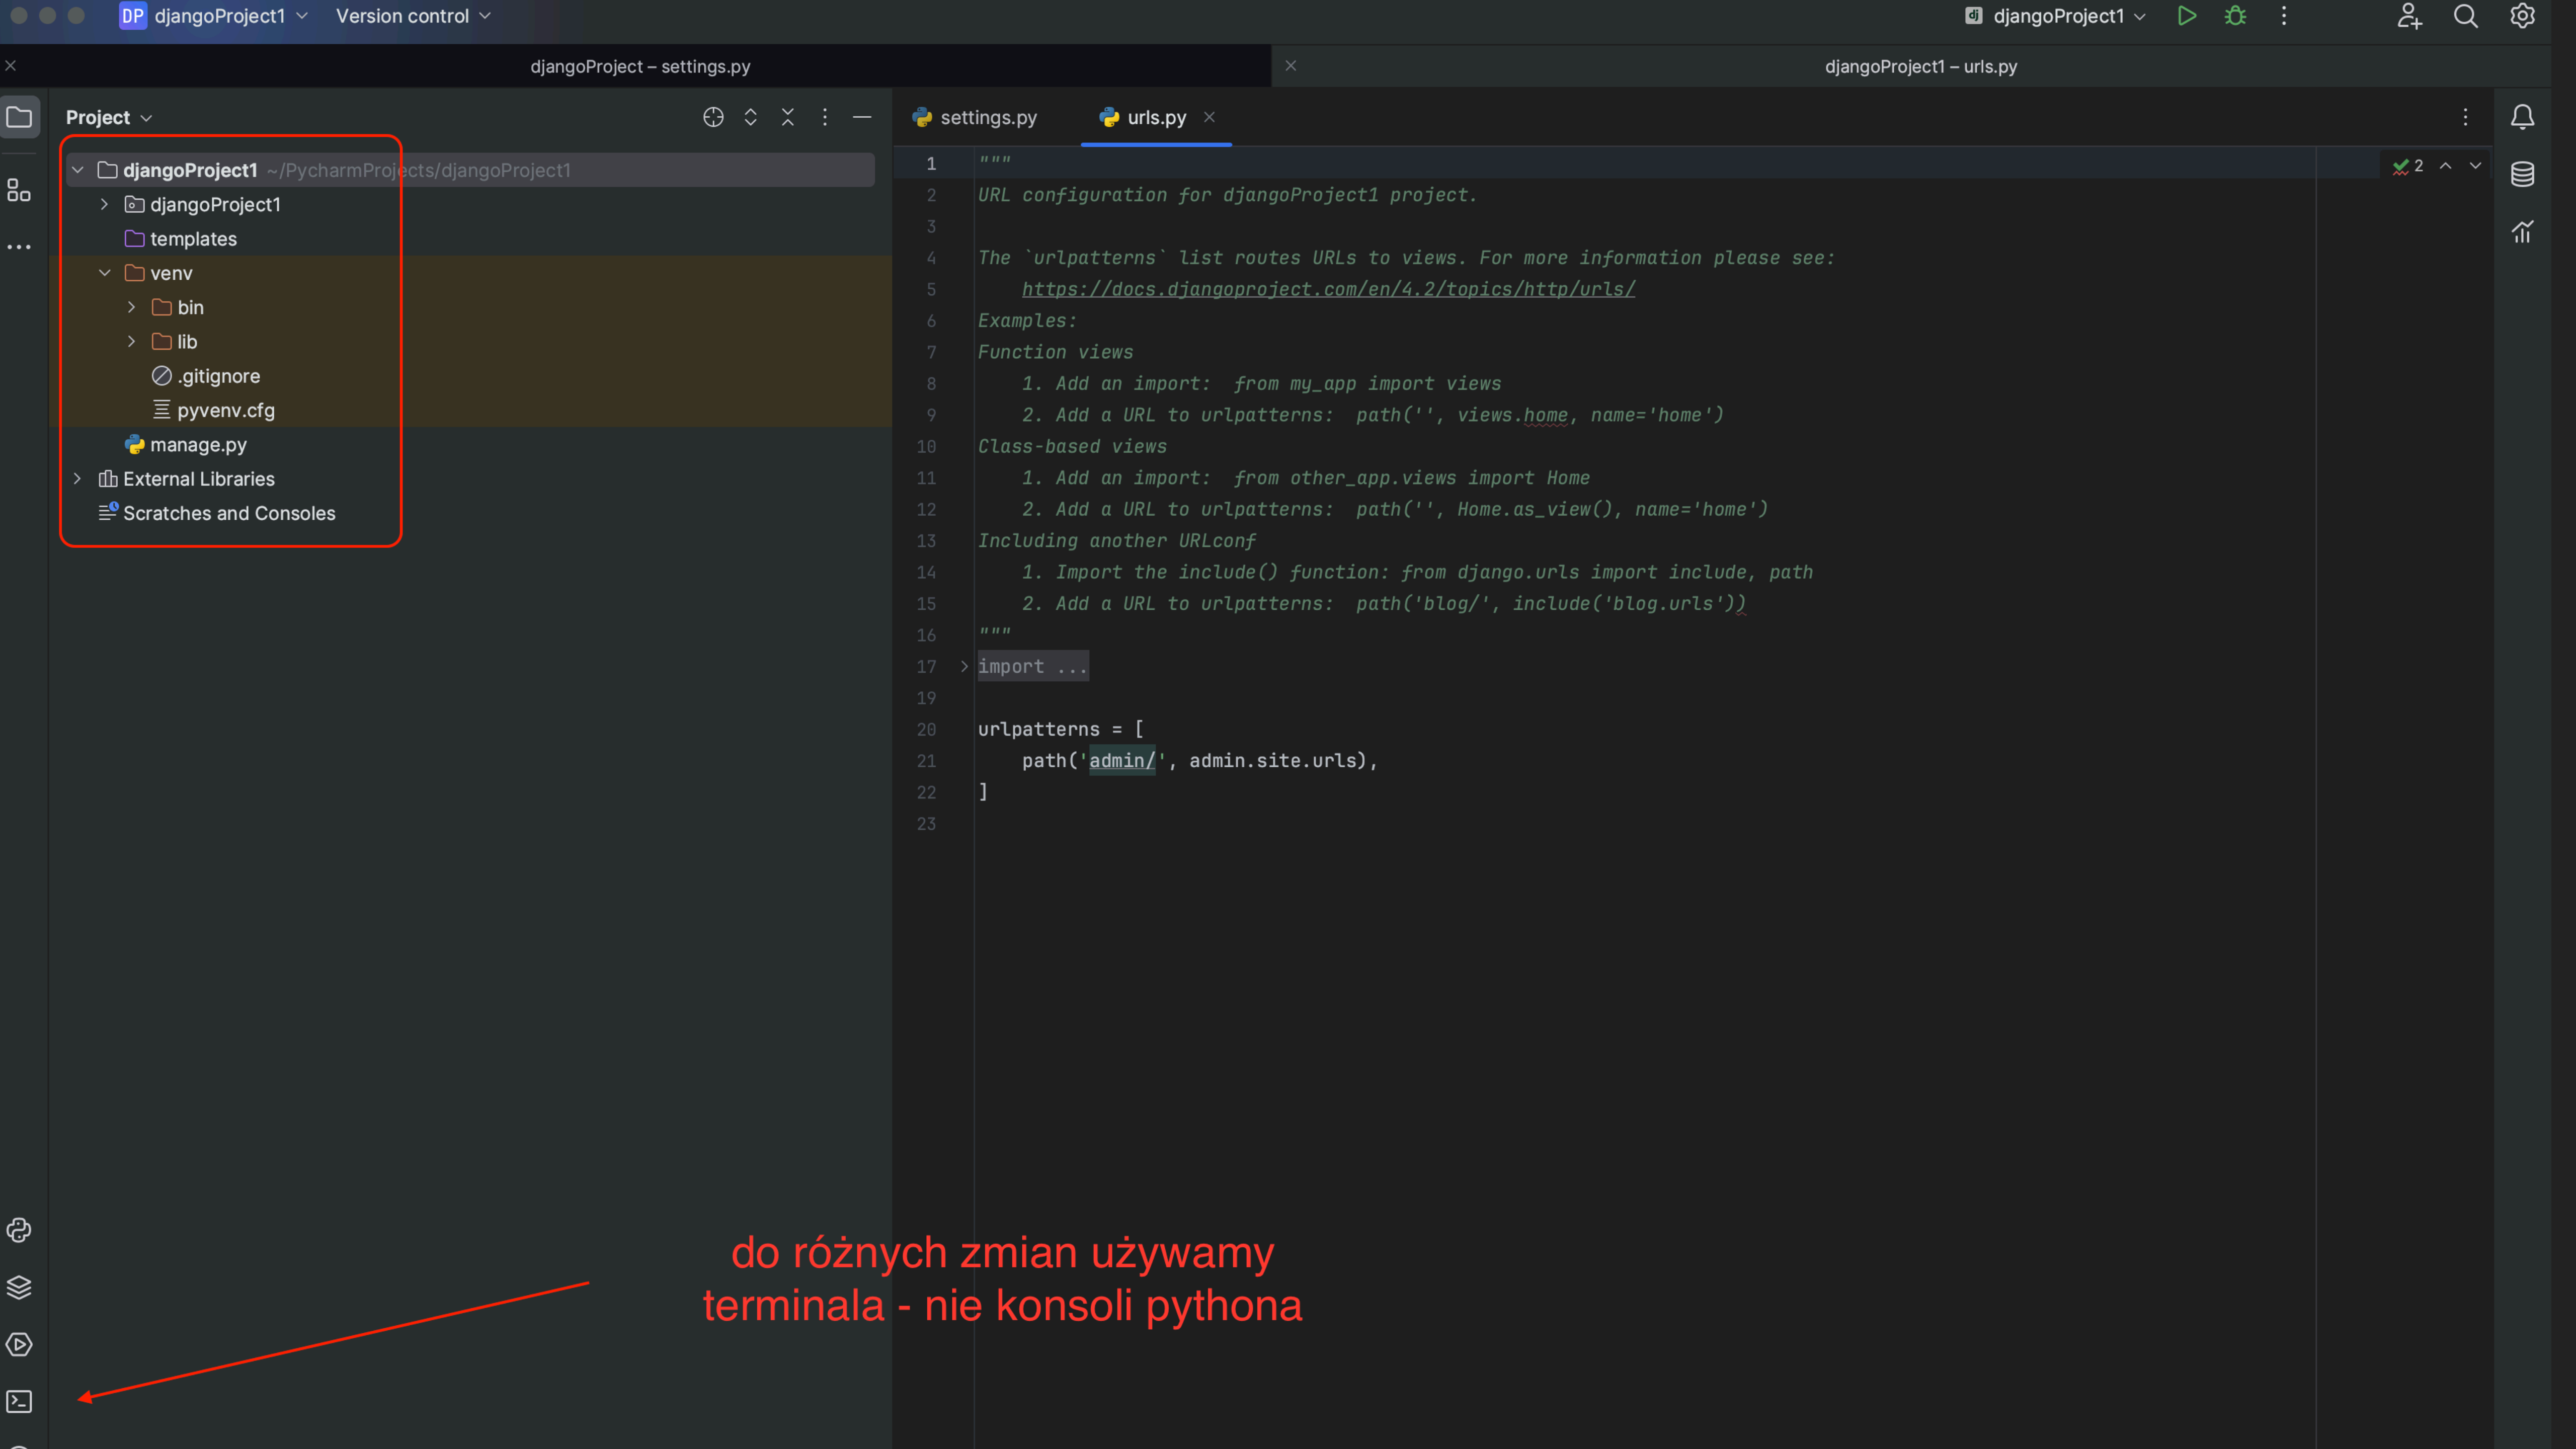 DP djangoProject1 Version control djangoProject1
djangoProject – settings.py djangoProject1 – urls.py
Project
settings.py urls.py
djangoProject1 ~/PycharmProjects/djangoProject1
djangoProject1
templates
venv
bin
lib
.gitignore
pyvenv.cfg
manage.py
External Libraries
Scratches and Consoles
2
1 """
2 URL configuration for djangoProject1 project.
3
4 The `urlpatterns` list routes URLs to views. For more information please see:
5 https://docs.djangoproject.com/en/4.2/topics/http/urls/
6 Examples:
7 Function views
8 1. Add an import:  from my_app import views
9 2. Add a URL to urlpatterns:  path('', views.home, name='home')
10 Class-based views
11 1. Add an import:  from other_app.views import Home
12 2. Add a URL to urlpatterns:  path('', Home.as_view(), name='home')
13 Including another URLconf
14 1. Import the include() function: from django.urls import include, path
15 2. Add a URL to urlpatterns:  path('blog/', include('blog.urls'))
16 """
17 import ...
19
20 urlpatterns = [
21 path('admin/', admin.site.urls),
22 ]
23
do różnych zmian używamy
terminala - nie konsoli pythona